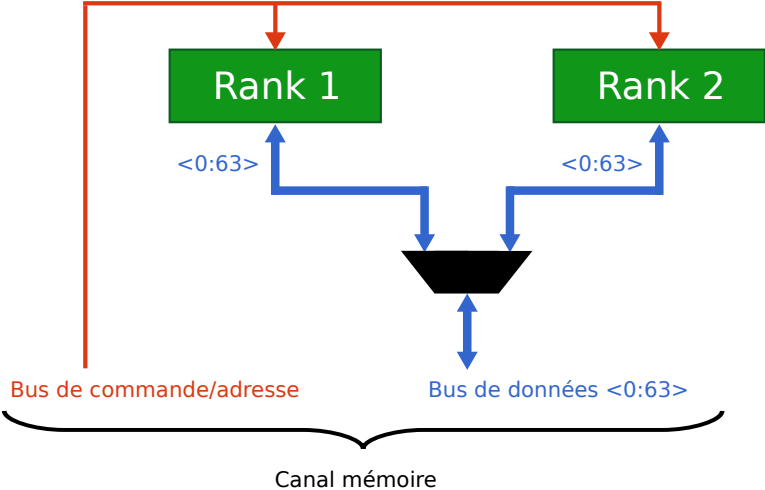 Rank 1
Rank 2
<0:63>
<0:63>
Bus de commande/adresse
Bus de données <0:63>
Canal mémoire